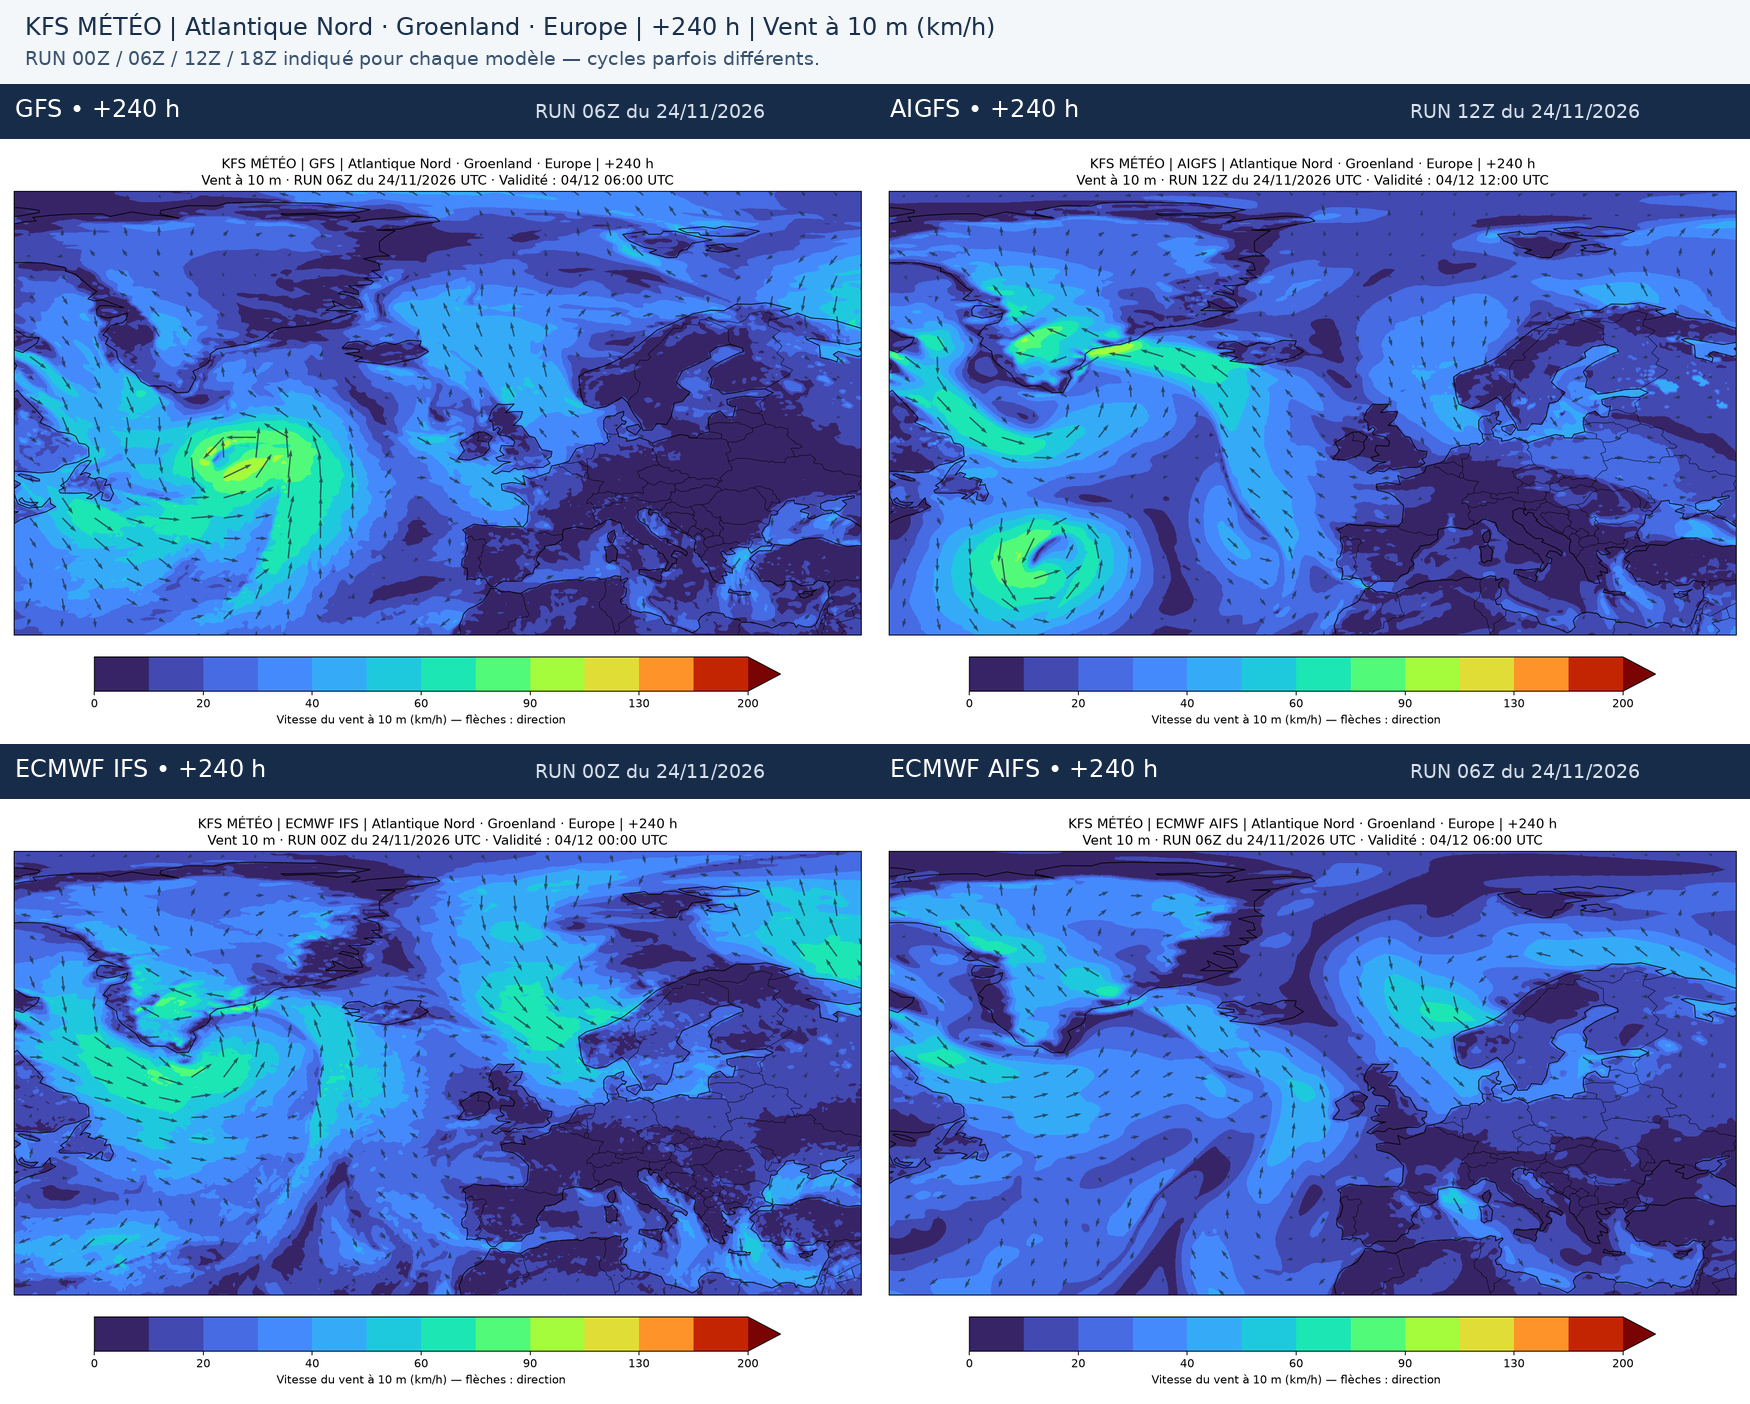 KFS MÉTÉO | Atlantique Nord · Groenland · Europe | +240 h | Vent à 10 m (km/h)
RUN 00Z / 06Z / 12Z / 18Z indiqué pour chaque modèle — cycles parfois différents.
GFS • +240 h
RUN 06Z du 24/11/2026
AIGFS • +240 h
RUN 12Z du 24/11/2026
KFS MÉTÉO | GFS | Atlantique Nord · Groenland · Europe | +240 h
Vent à 10 m · RUN 06Z du 24/11/2026 UTC · Validité : 04/12 06:00 UTC
KFS MÉTÉO | AIGFS | Atlantique Nord · Groenland · Europe | +240 h
Vent à 10 m · RUN 12Z du 24/11/2026 UTC · Validité : 04/12 12:00 UTC
0 20 40 60 90 130 200
Vitesse du vent à 10 m (km/h) — flèches : direction
0 20 40 60 90 130 200
Vitesse du vent à 10 m (km/h) — flèches : direction
ECMWF IFS • +240 h
RUN 00Z du 24/11/2026
ECMWF AIFS • +240 h
RUN 06Z du 24/11/2026
KFS MÉTÉO | ECMWF IFS | Atlantique Nord · Groenland · Europe | +240 h
Vent 10 m · RUN 00Z du 24/11/2026 UTC · Validité : 04/12 00:00 UTC
KFS MÉTÉO | ECMWF AIFS | Atlantique Nord · Groenland · Europe | +240 h
Vent 10 m · RUN 06Z du 24/11/2026 UTC · Validité : 04/12 06:00 UTC
0 20 40 60 90 130 200
Vitesse du vent à 10 m (km/h) — flèches : direction
0 20 40 60 90 130 200
Vitesse du vent à 10 m (km/h) — flèches : direction